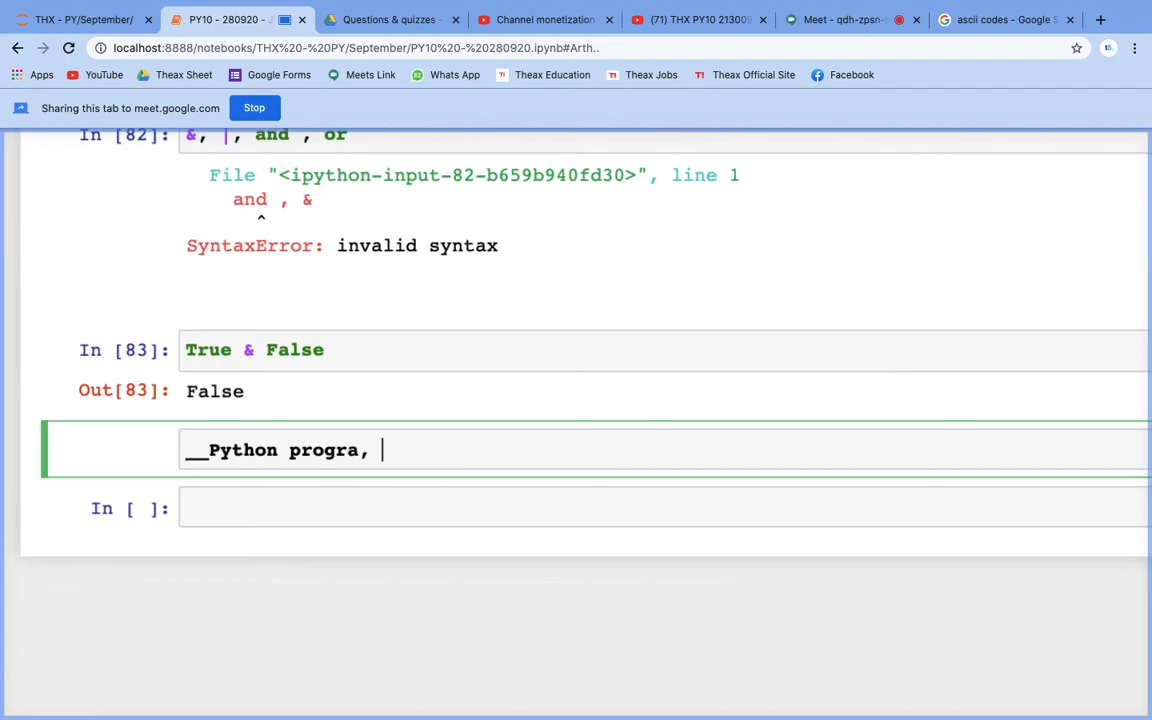 THX - PY/September/
PY10 - 280920 - J
Questions & quizzes -
Channel monetization
(71) THX PY10 213009
Meet - qdh-zpsn-
ascii codes - Google S
localhost:8888/notebooks/THX%20-%20PY/September/PY10%20-%20280920.ipynb#Arth..
Apps
YouTube
Theax Sheet
Google Forms
Meets Link
Whats App
Theax Education
Theax Jobs
Theax Official Site
Facebook
Sharing this tab to meet.google.com
Stop
In [82]: &, |, and , or
File "<ipython-input-82-b659b940fd30>", line 1
and , &
^
SyntaxError: invalid syntax
In [83]: True & False
Out[83]: False
__Python progra,
In [ ]: